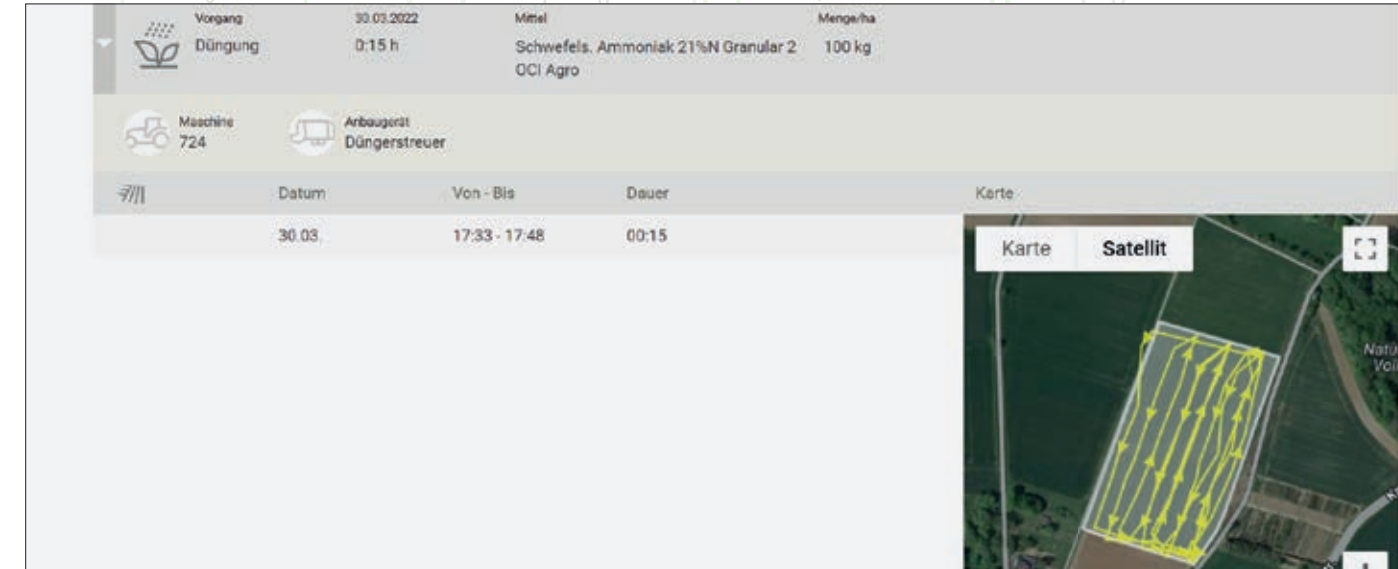 Vorgang 30.03.2022 Mittel Menge/ha
Düngung 0:15 h Schwefels. Ammoniak 21%N Granular 2 100 kg
OCI Agro
Maschine Anbaugerät
724 Düngerstreuer
Datum Von - Bis Dauer Karte
30.03. 17:33 - 17:48 00:15
Karte Satellit
Natu